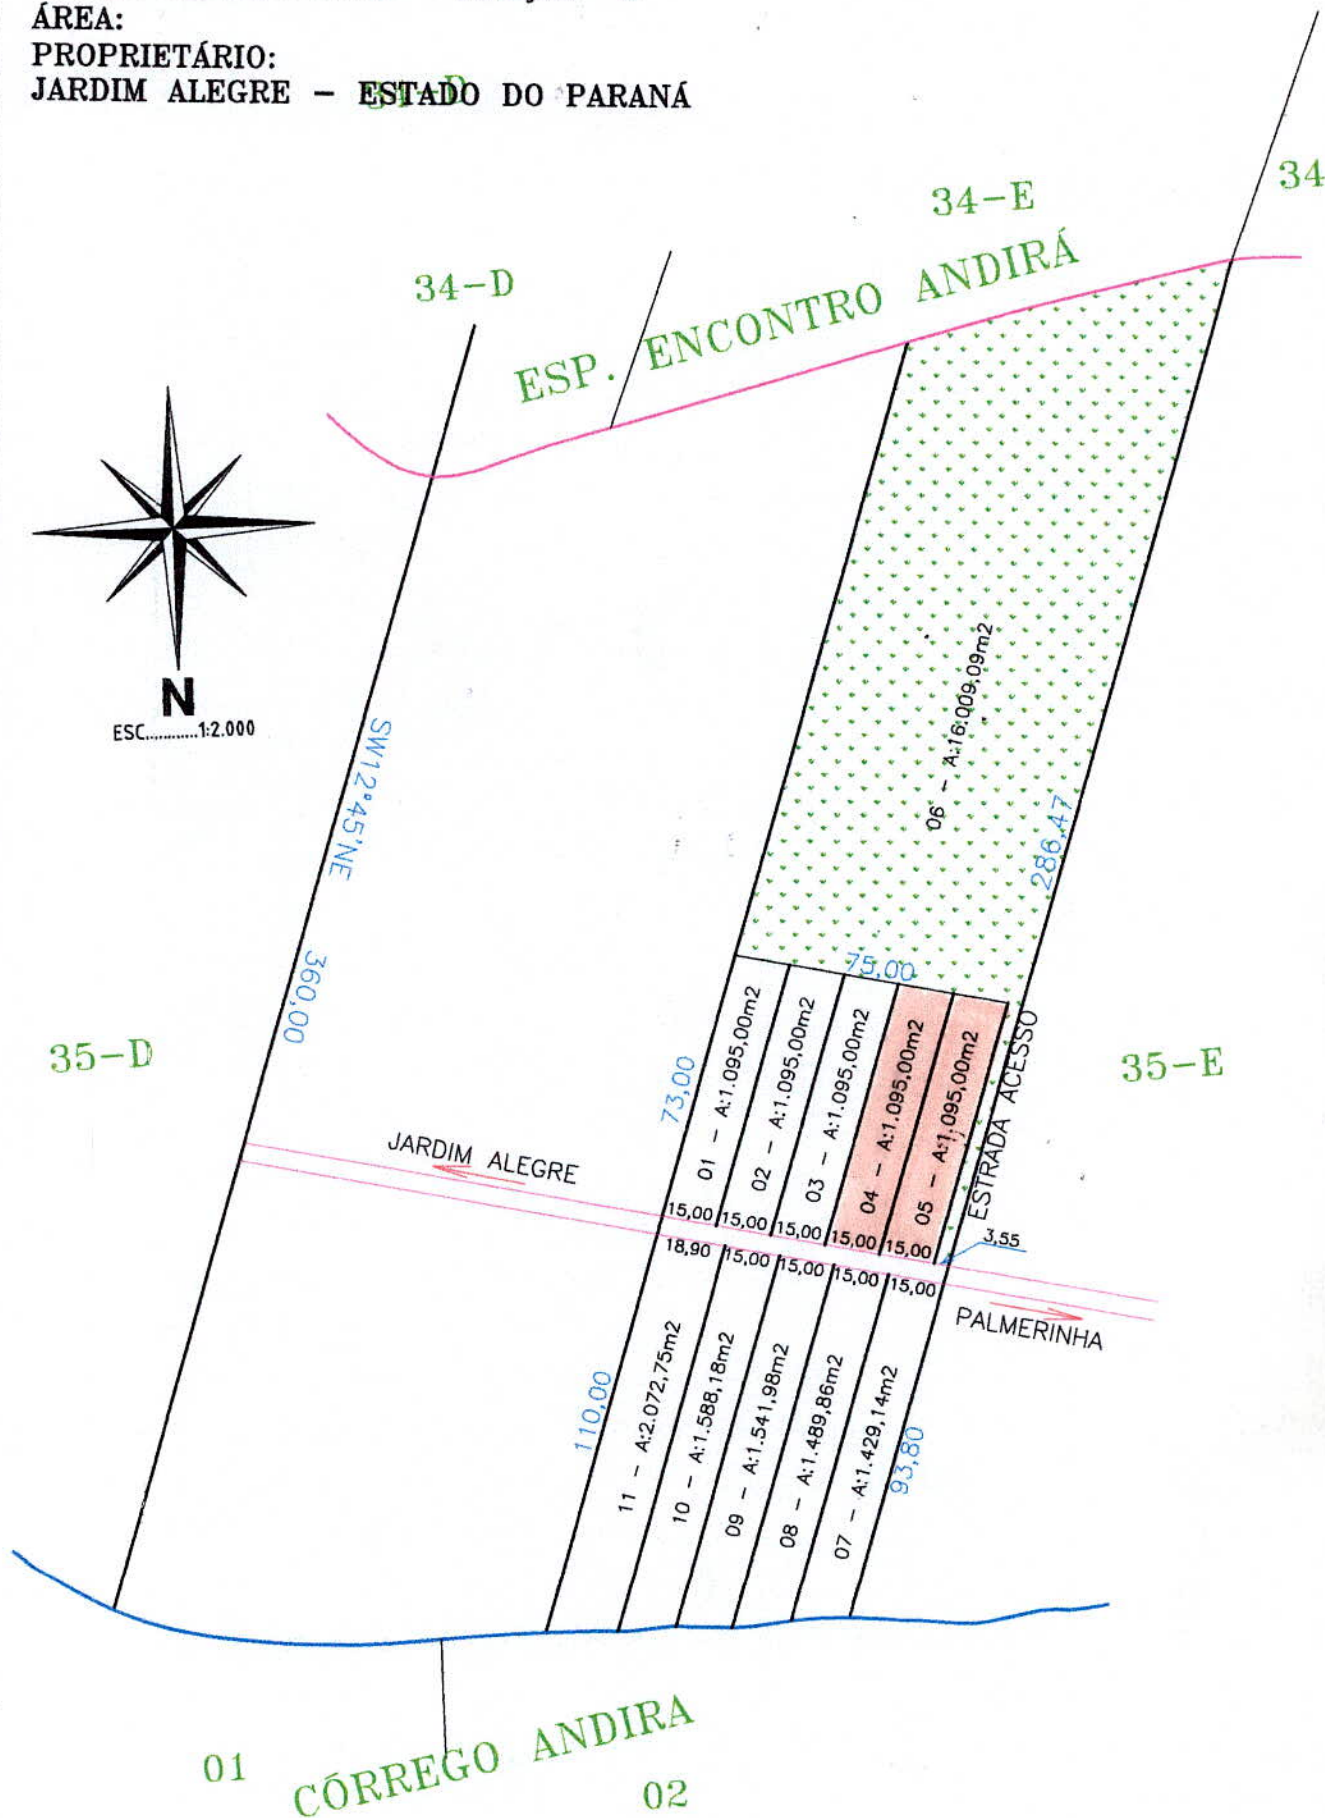 ÁREA:
PROPRIETÁRIO:
JARDIM ALEGRE - ESTADO DO PARANÁ
34-D
34-E
34
34-D
ESP. ENCONTRO ANDIRÁ
N
ESC............1:2.000
SW12°45'NE
360,00
06 - A:16.009,09m2
286,47
75,00
35-D
35-E
73,00
01 - A:1.095,00m2
02 - A:1.095,00m2
03 - A:1.095,00m2
04 - A:1.095,00m2
05 - A:1.095,00m2
ESTRADA ACESSO
JARDIM ALEGRE
15,00
15,00
15,00
15,00
15,00
3,55
18,90
15,00
15,00
15,00
15,00
PALMERINHA
110,00
11 - A:2.072,75m2
10 - A:1.588,18m2
09 - A:1.541,98m2
08 - A:1.489,86m2
07 - A:1.429,14m2
93,80
01
CÓRREGO ANDIRA
02